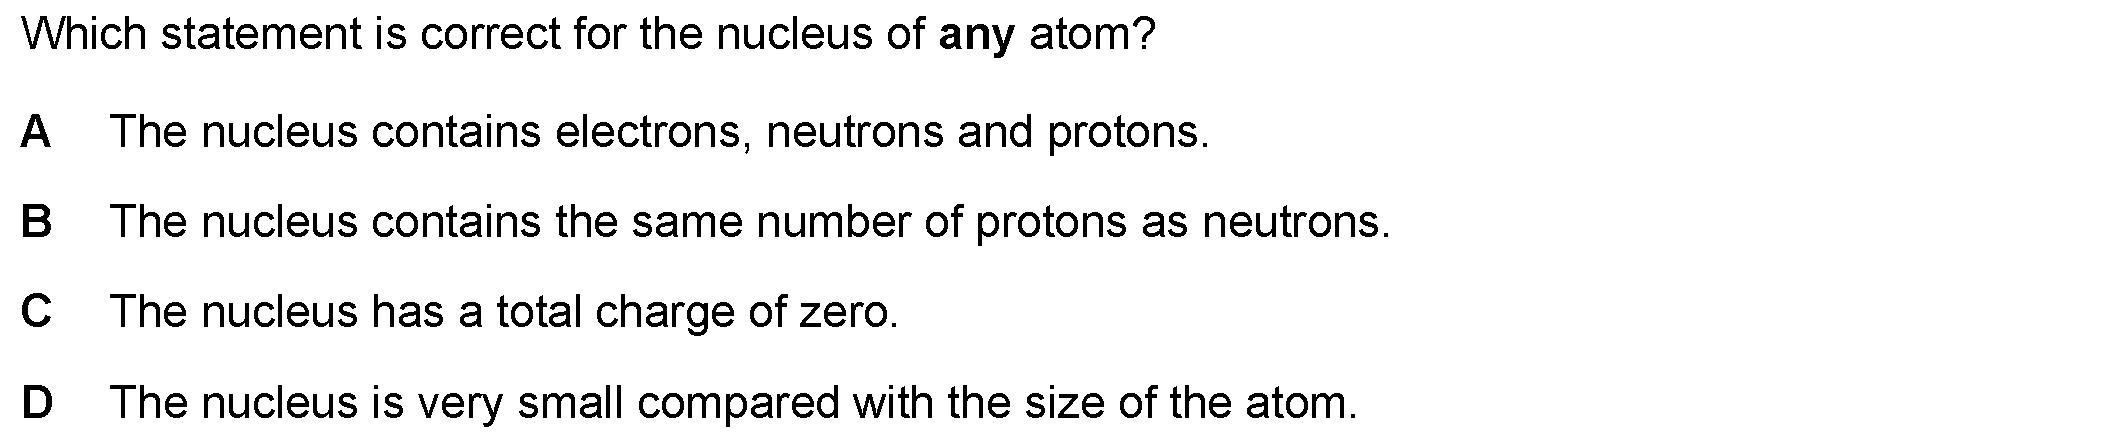 Which statement is correct for the nucleus of any atom?
A The nucleus contains electrons, neutrons and protons.
B The nucleus contains the same number of protons as neutrons.
C The nucleus has a total charge of zero.
D The nucleus is very small compared with the size of the atom.